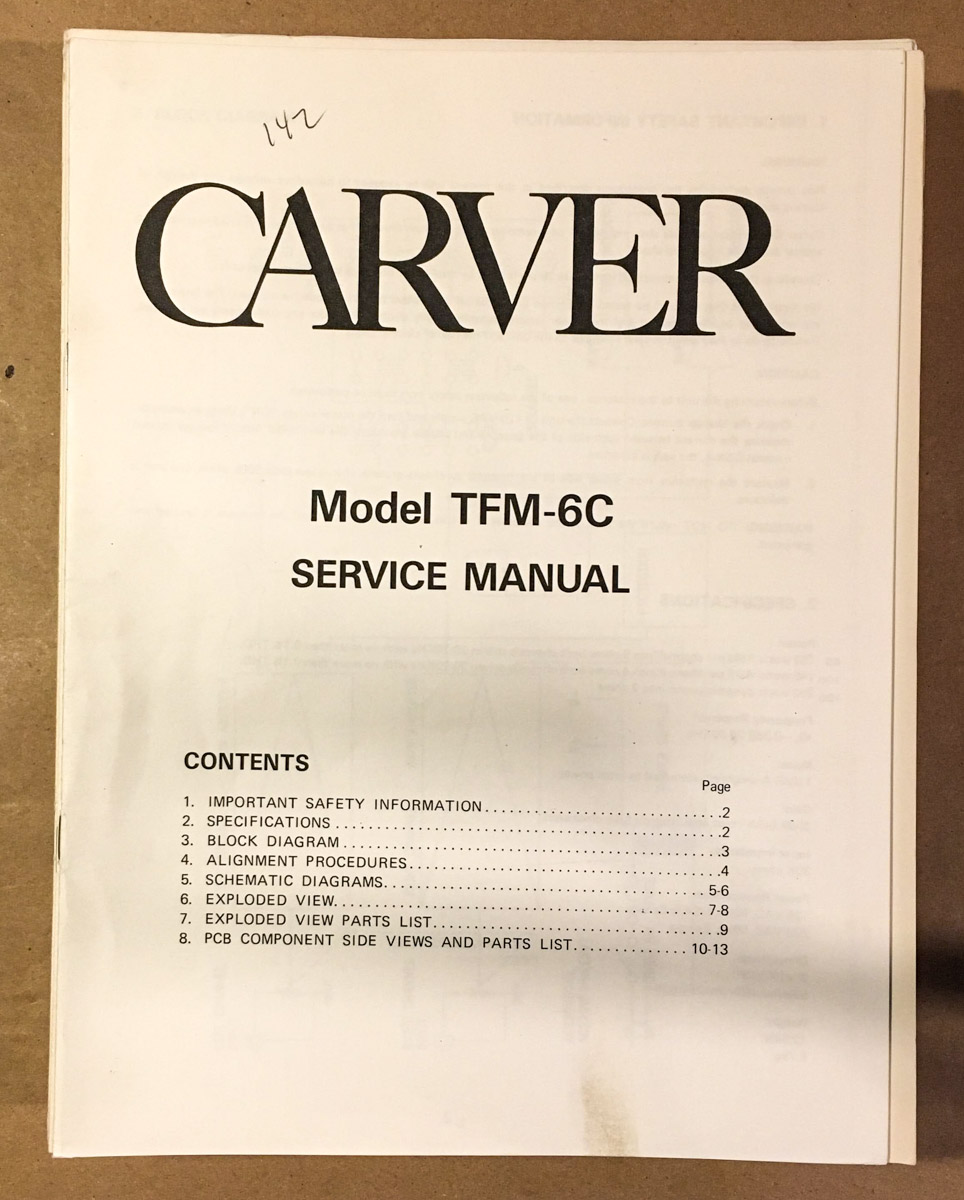 142
CARVER
Model TFM-6C
SERVICE MANUAL
CONTENTS
Page
1. IMPORTANT SAFETY INFORMATION..........................2
2. SPECIFICATIONS..........................................2
3. BLOCK DIAGRAM.........................................3
4. ALIGNMENT PROCEDURES..................................4
5. SCHEMATIC DIAGRAMS...................................5-6
6. EXPLODED VIEW........................................7-8
7. EXPLODED VIEW PARTS LIST...............................9
8. PCB COMPONENT SIDE VIEWS AND PARTS LIST.............10-13